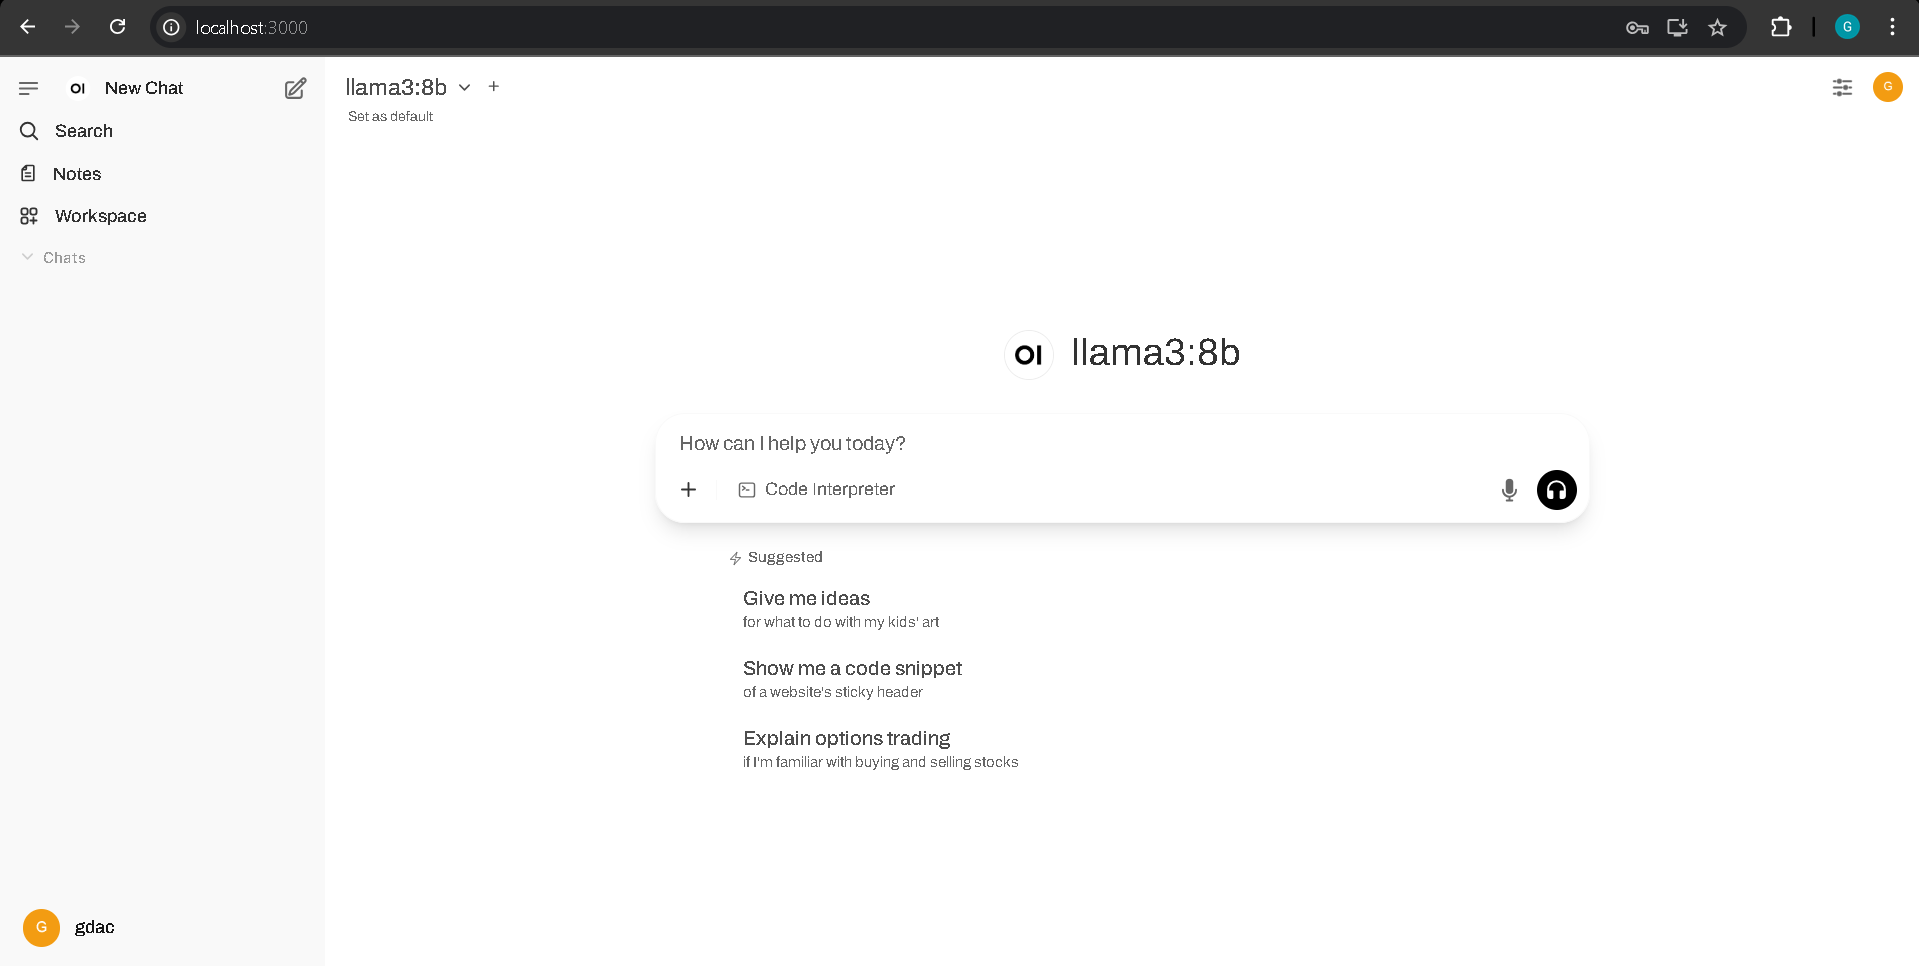 localhost:3000
OI New Chat
Search
Notes
Workspace
Chats
G gdac
llama3:8b
Set as default
G
G
OI llama3:8b
How can I help you today?
Code Interpreter
Suggested
Give me ideas
for what to do with my kids' art
Show me a code snippet
of a website's sticky header
Explain options trading
if I'm familiar with buying and selling stocks